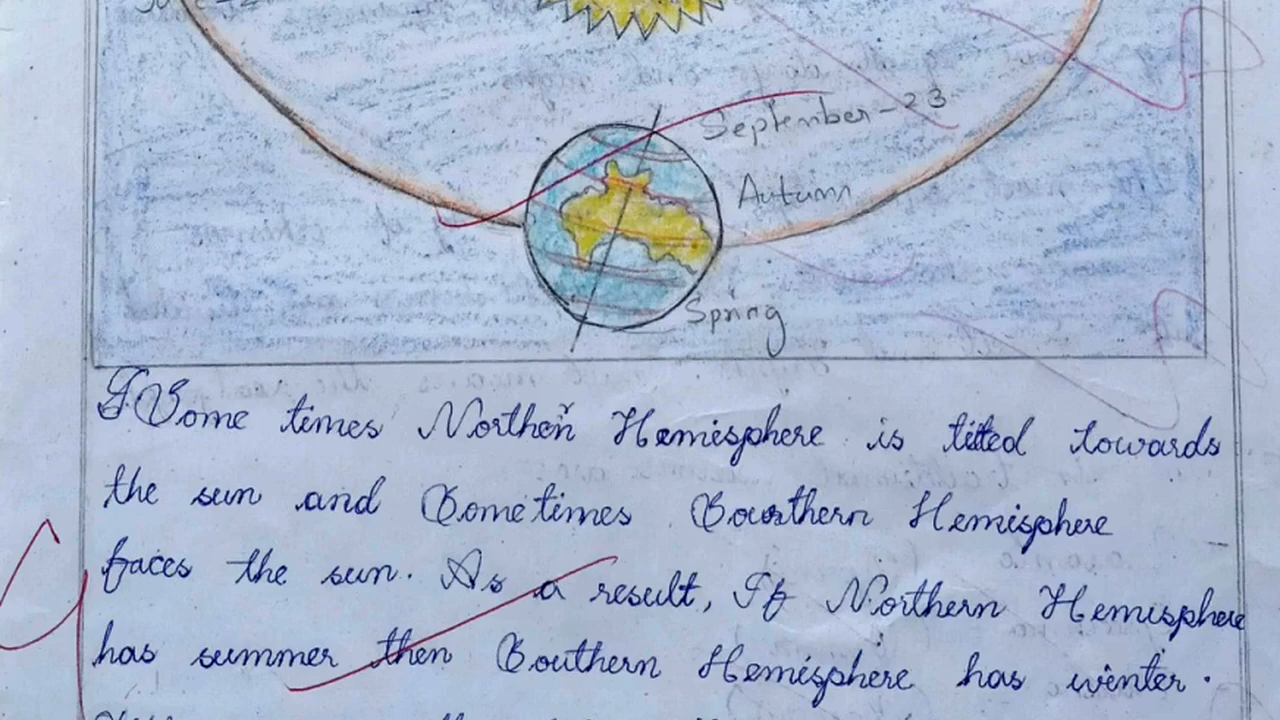 September-23
Autumn
Spring
Some times Northern Hemisphere is tilted towards
the sun and Sometimes Southern Hemisphere
faces the sun. As a result, If Northern Hemisphere
has summer then Southern Hemisphere has winter.